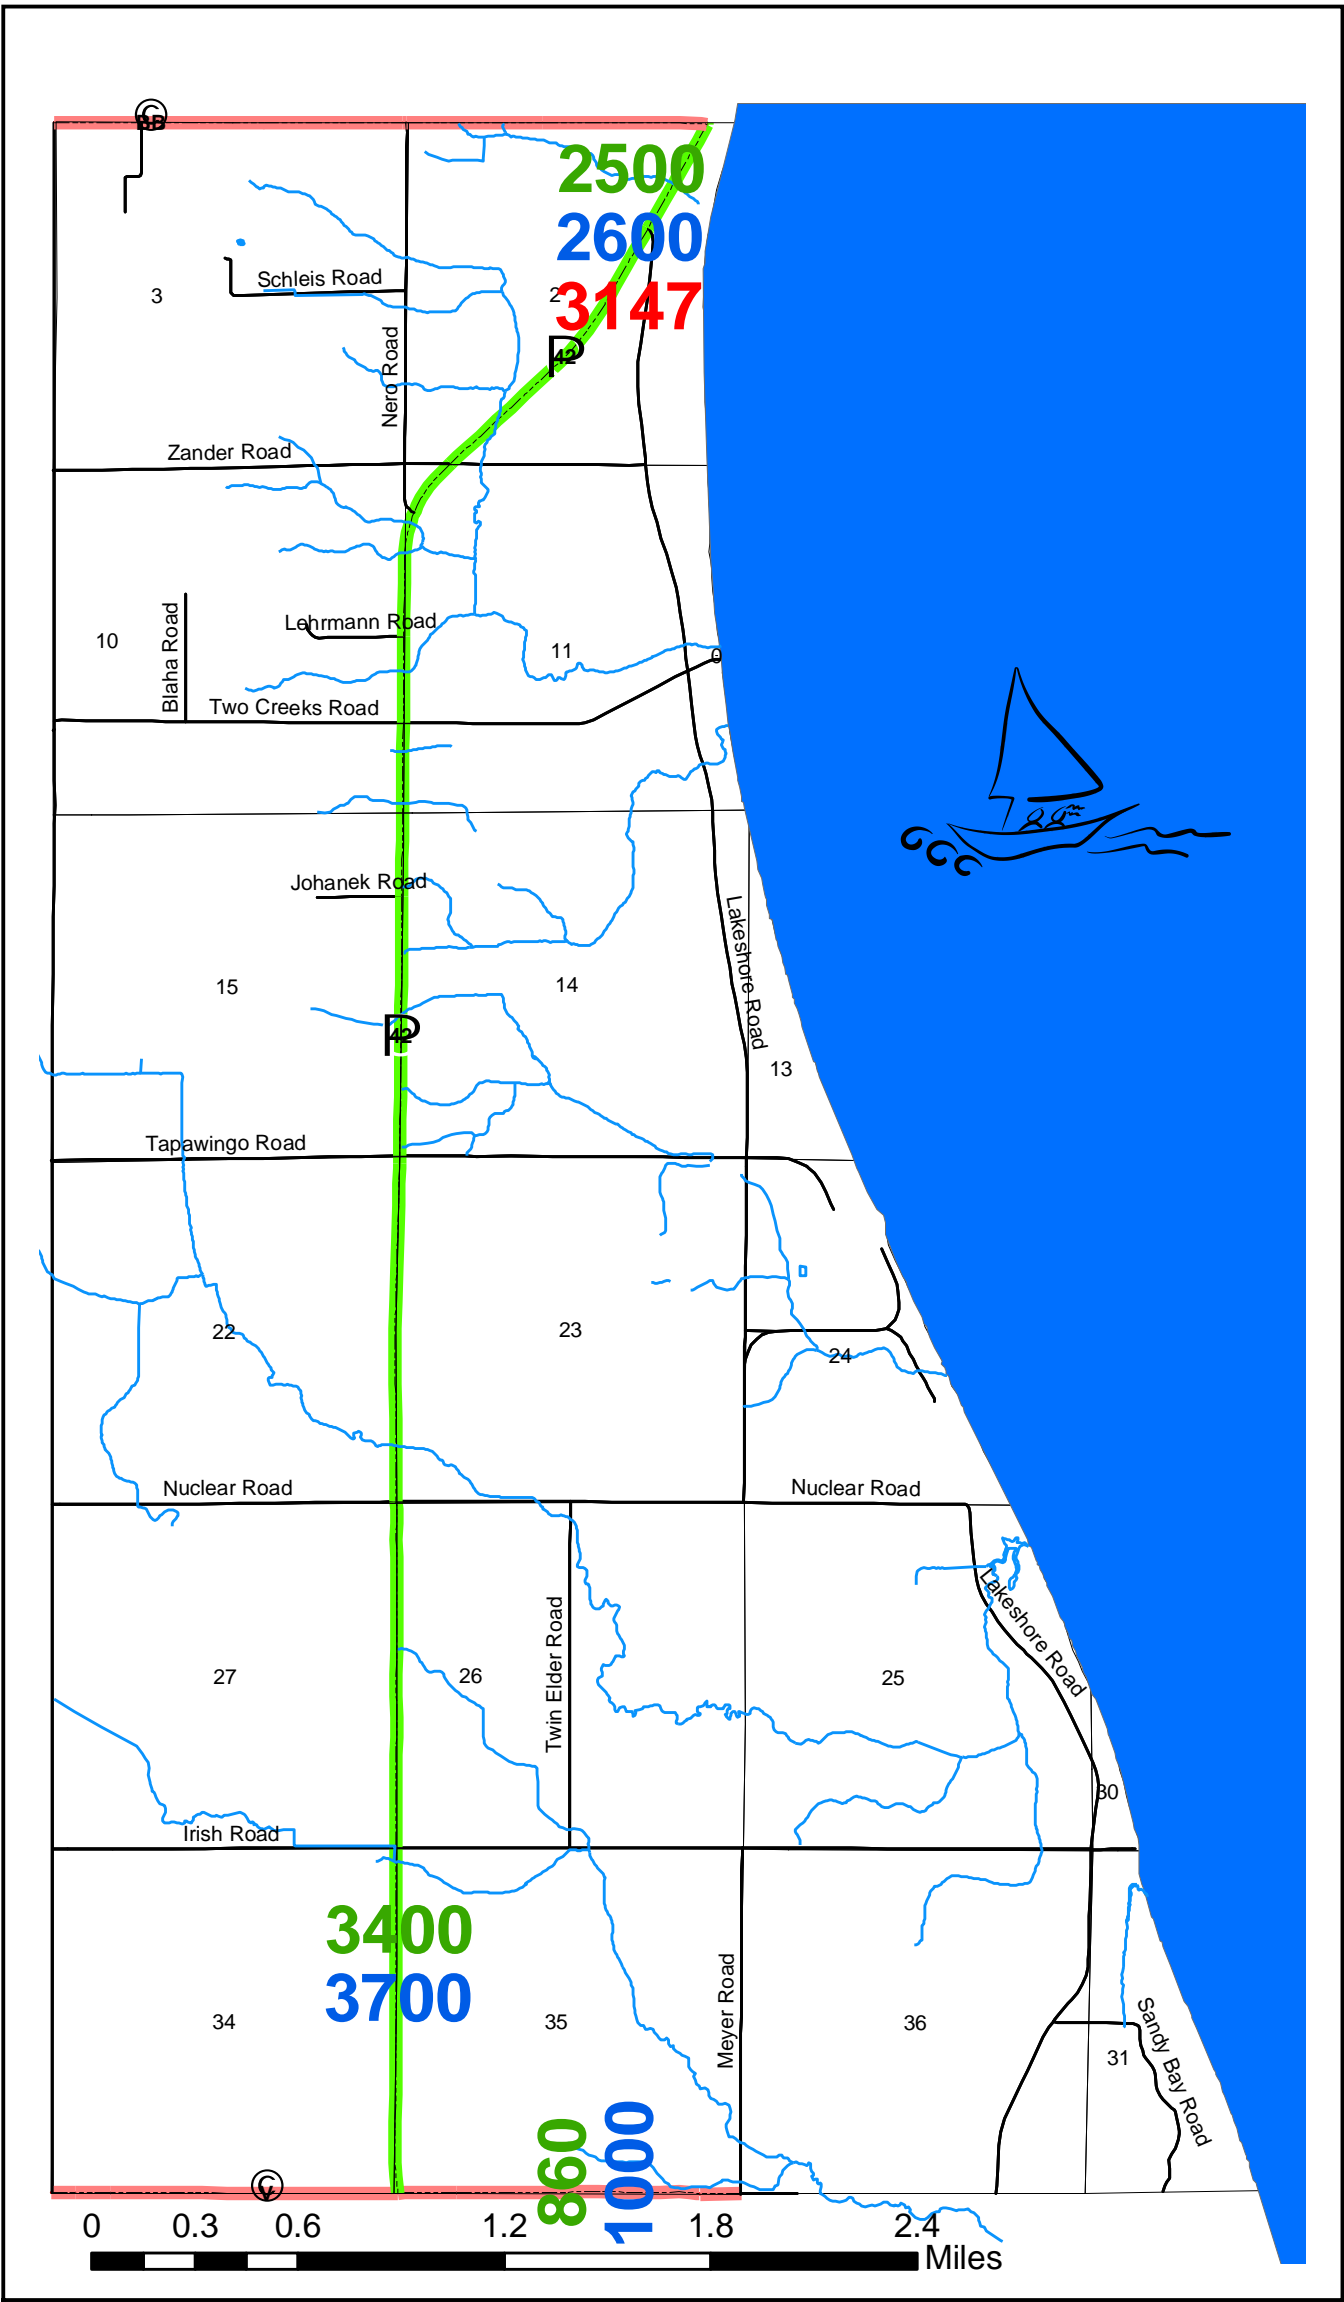 C
BB
2500
2600
3147
2
3
Schleis Road
P
42
Nero Road
Zander Road
Lehrmann Road
10
Blaha Road
11
0
Two Creeks Road
Johanek Road
Lakeshore Road
15
14
P
42
13
Tapawingo Road
22
23
24
Nuclear Road
Nuclear Road
Lakeshore Road
Twin Elder Road
27
26
25
30
Irish Road
3400
3700
34
35
Meyer Road
36
Sandy Bay Road
31
860
1000
C
V
0 0.3 0.6 1.2 1.8 2.4
Miles